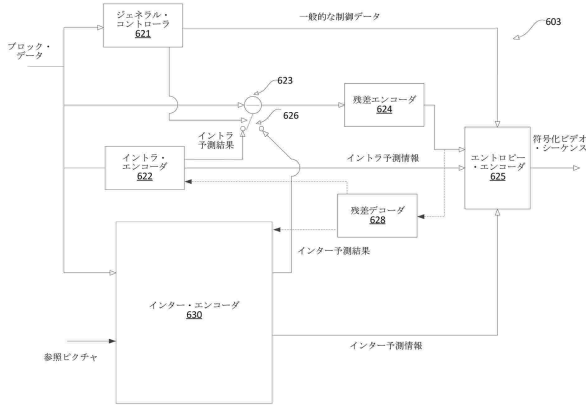 ジェネラル・
コントローラ
621
一般的な制御データ
603
ブロック・
データ
623
626
残差エンコーダ
624
イントラ
予測結果
符号化ビデオ
・シーケンス
イントラ・
エンコーダ
622
イントラ予測情報
エントロピー
・エンコーダ
625
残差デコーダ
628
インター予測結果
インター・エンコーダ
630
インター予測情報
参照ピクチャ